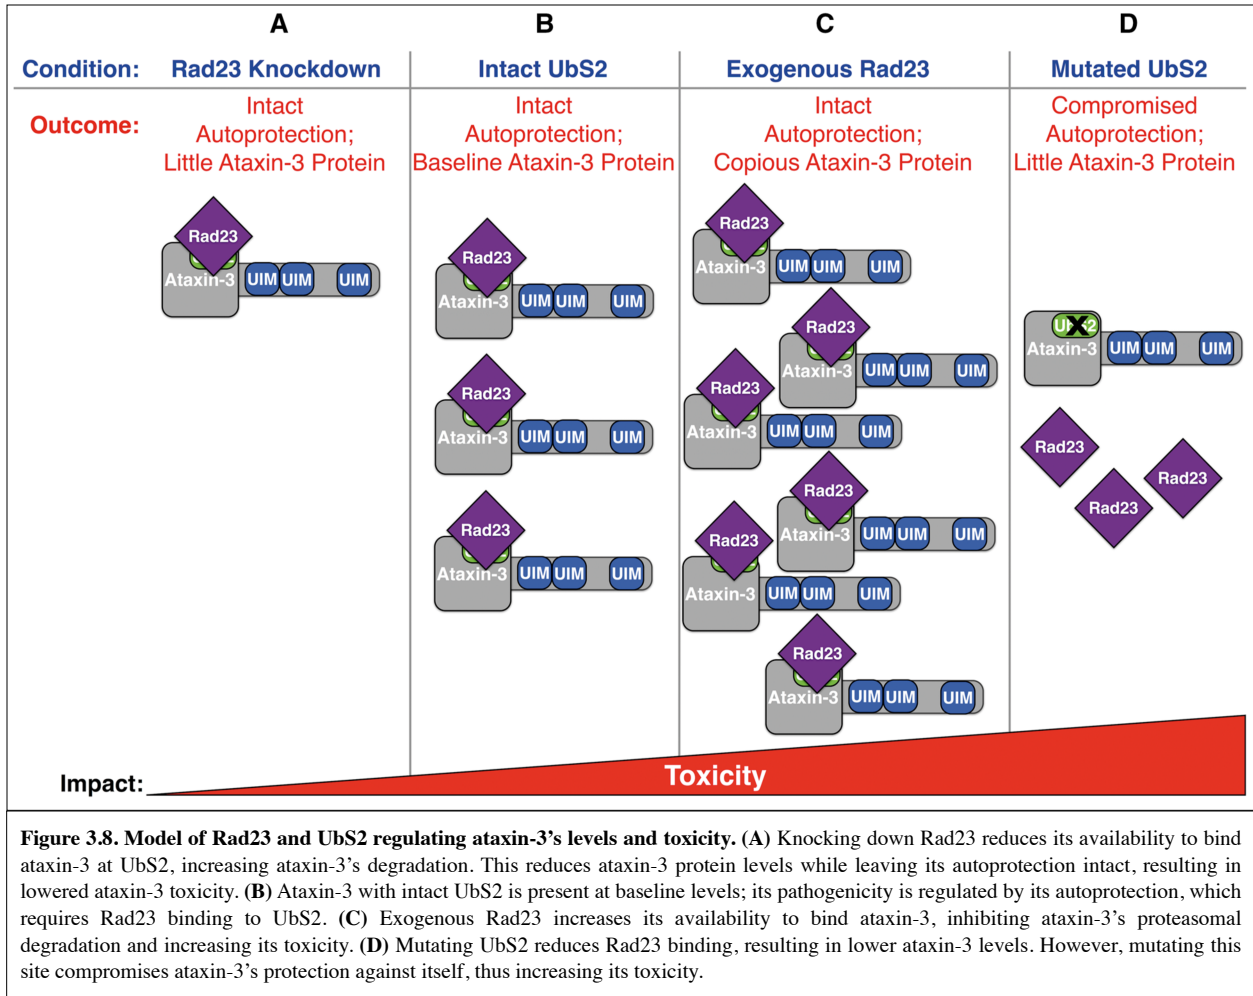 A B C D
Condition: Rad23 Knockdown Intact UbS2 Exogenous Rad23 Mutated UbS2
Outcome:
Intact
Autoprotection;
Little Ataxin-3 Protein
Intact
Autoprotection;
Baseline Ataxin-3 Protein
Intact
Autoprotection;
Copious Ataxin-3 Protein
Compromised
Autoprotection;
Little Ataxin-3 Protein
Rad23
Ataxin-3 UIM UIM UIM
Rad23
Ataxin-3 UIM UIM UIM
Rad23
Ataxin-3 UIM UIM UIM
Rad23
Ataxin-3 UIM UIM UIM
Rad23
Ataxin-3 UIM UIM UIM
Rad23
Ataxin-3 UIM UIM UIM
Rad23
Ataxin-3 UIM UIM UIM
Rad23
Ataxin-3 UIM UIM UIM
Rad23
Ataxin-3 UIM UIM UIM
Rad23
Ataxin-3 UIM UIM UIM
Ataxin-3 UIM UIM UIM
Rad23
Rad23
Rad23
Impact: Toxicity
Figure 3.8. Model of Rad23 and UbS2 regulating ataxin-3's levels and toxicity. (A) Knocking down Rad23 reduces its availability to bind
ataxin-3 at UbS2, increasing ataxin-3's degradation. This reduces ataxin-3 protein levels while leaving its autoprotection intact, resulting in
lowered ataxin-3 toxicity. (B) Ataxin-3 with intact UbS2 is present at baseline levels; its pathogenicity is regulated by its autoprotection, which
requires Rad23 binding to UbS2. (C) Exogenous Rad23 increases its availability to bind ataxin-3, inhibiting ataxin-3's proteasomal
degradation and increasing its toxicity. (D) Mutating UbS2 reduces Rad23 binding, resulting in lower ataxin-3 levels. However, mutating this
site compromises ataxin-3's protection against itself, thus increasing its toxicity.